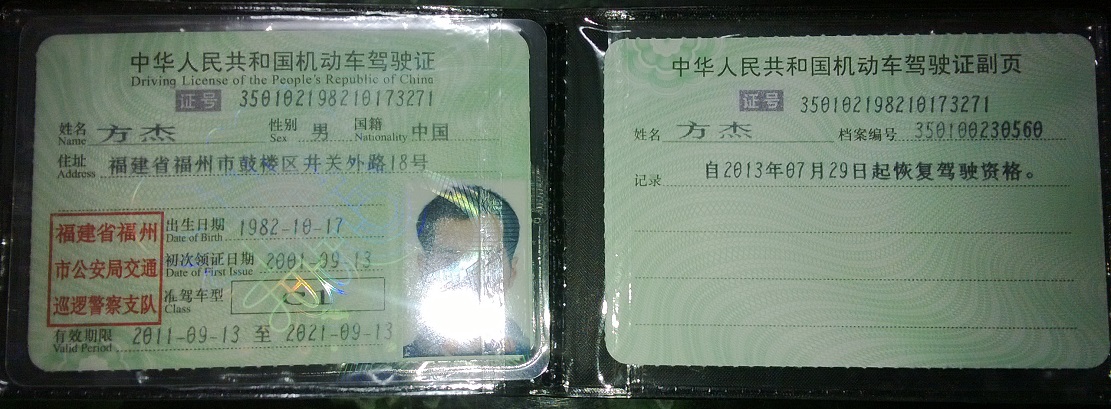 中华人民共和国机动车驾驶证
Driving License of the People's Republic of China
证号 350102198210173271
姓名 Name 方杰 性别 Sex 男 国籍 Nationality 中国
住址 Address 福建省福州市鼓楼区井关外路18号
福建省福州
市公安局交通
巡逻警察支队
出生日期 Date of Birth 1982-10-17
初次领证日期 Date of First Issue 2001-09-13
准驾车型 Class C1
有效期限 Valid Period 2011-09-13 至 2021-09-13
中华人民共和国机动车驾驶证副页
证号 350102198210173271
姓名 Name 方杰 档案编号 350100230560
记录 自2013年07月29日起恢复驾驶资格。